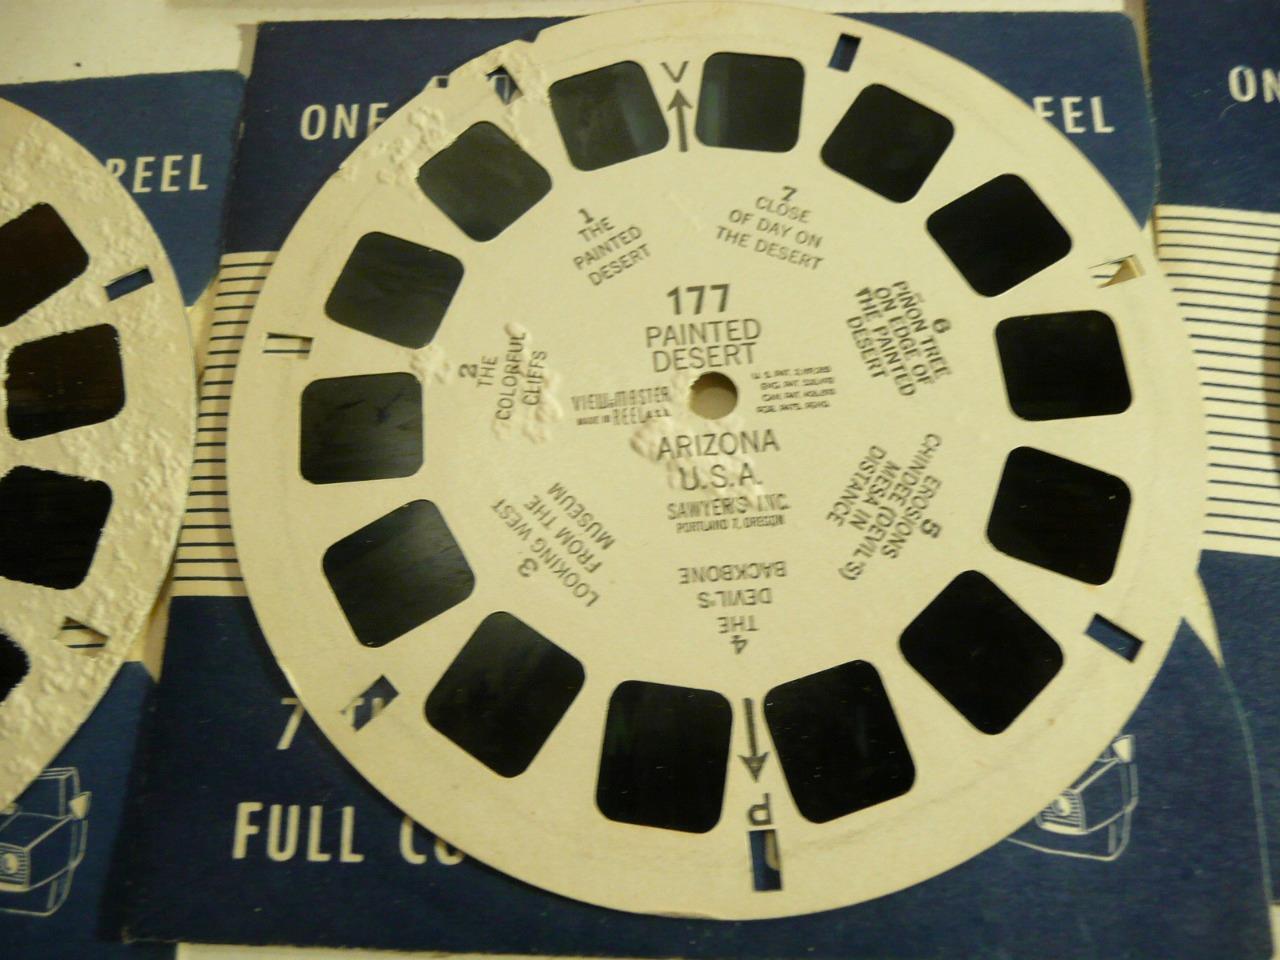 ONE
REEL
ON
REEL
V
1
THE
PAINTED
DESERT
7
CLOSE
OF DAY ON
THE DESERT
177
PAINTED
DESERT
VIEW-MASTER
MADE IN REEL U.S.A.
ARIZONA
U.S.A.
SAWYER'S INC.
PORTLAND 7, OREGON
2
THE
COLORFUL
CLIFFS
3
LOOKING WEST
FROM THE
MUSEUM
4
THE
DEVIL'S
BACKBONE
5
EROSIONS
CHINDEE (DEVIL'S)
MESA IN
DISTANCE
6
PIÑON TREE
ON EDGE OF
THE PAINTED
DESERT
P
7
FULL